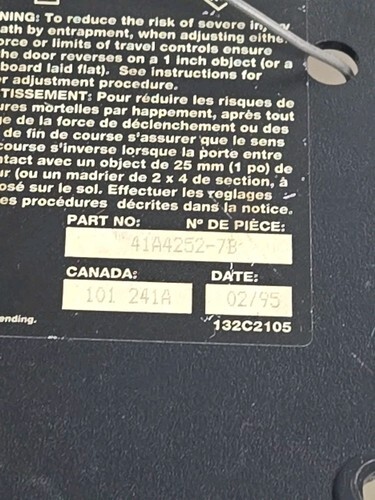 NING: To reduce the risk of severe in
ath by entrapment, when adjusting eithe
orce or limits of travel controls ensure
he door reverses on a 1 inch object (or a
board laid flat). See instructions for
er adjustment procedure.
TISSEMENT: Pour réduire les risques de
ures mortelles par happement, après tout
ge de la force de déclenchement ou des
de fin de course s'assurer que le sens
course s'inverse lorsque la porte entre
ntact avec un object de 25 mm (1 po) de
ur (ou un madrier de 2 x 4 de section, à
osé sur le sol. Effectuer les reglages
es procédures décrites dans la notice.
PART NO: Nº DE PIÈCE:
41A4252-7B
CANADA: DATE:
101 241A 02/95
ending. 132C2105